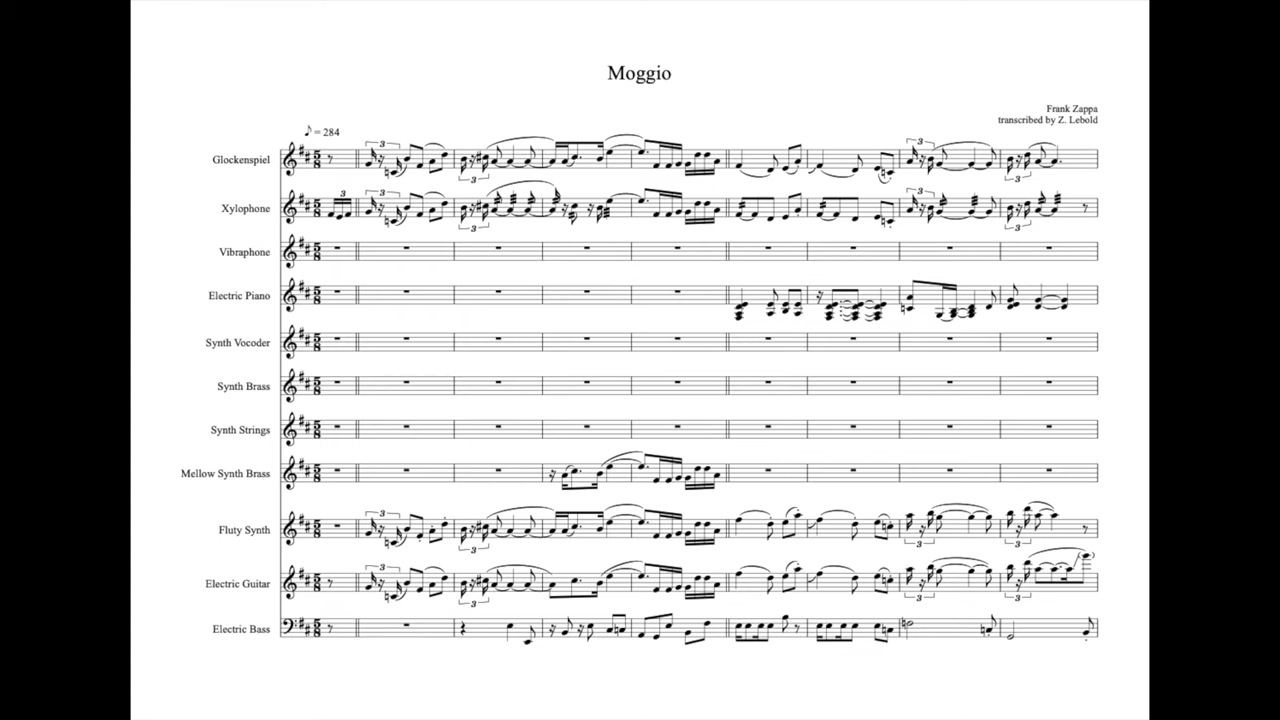 Moggio
Frank Zappa
transcribed by Z. Lebold
♪ = 284
Glockenspiel
Xylophone
Vibraphone
Electric Piano
Synth Vocoder
Synth Brass
Synth Strings
Mellow Synth Brass
Fluty Synth
Electric Guitar
Electric Bass